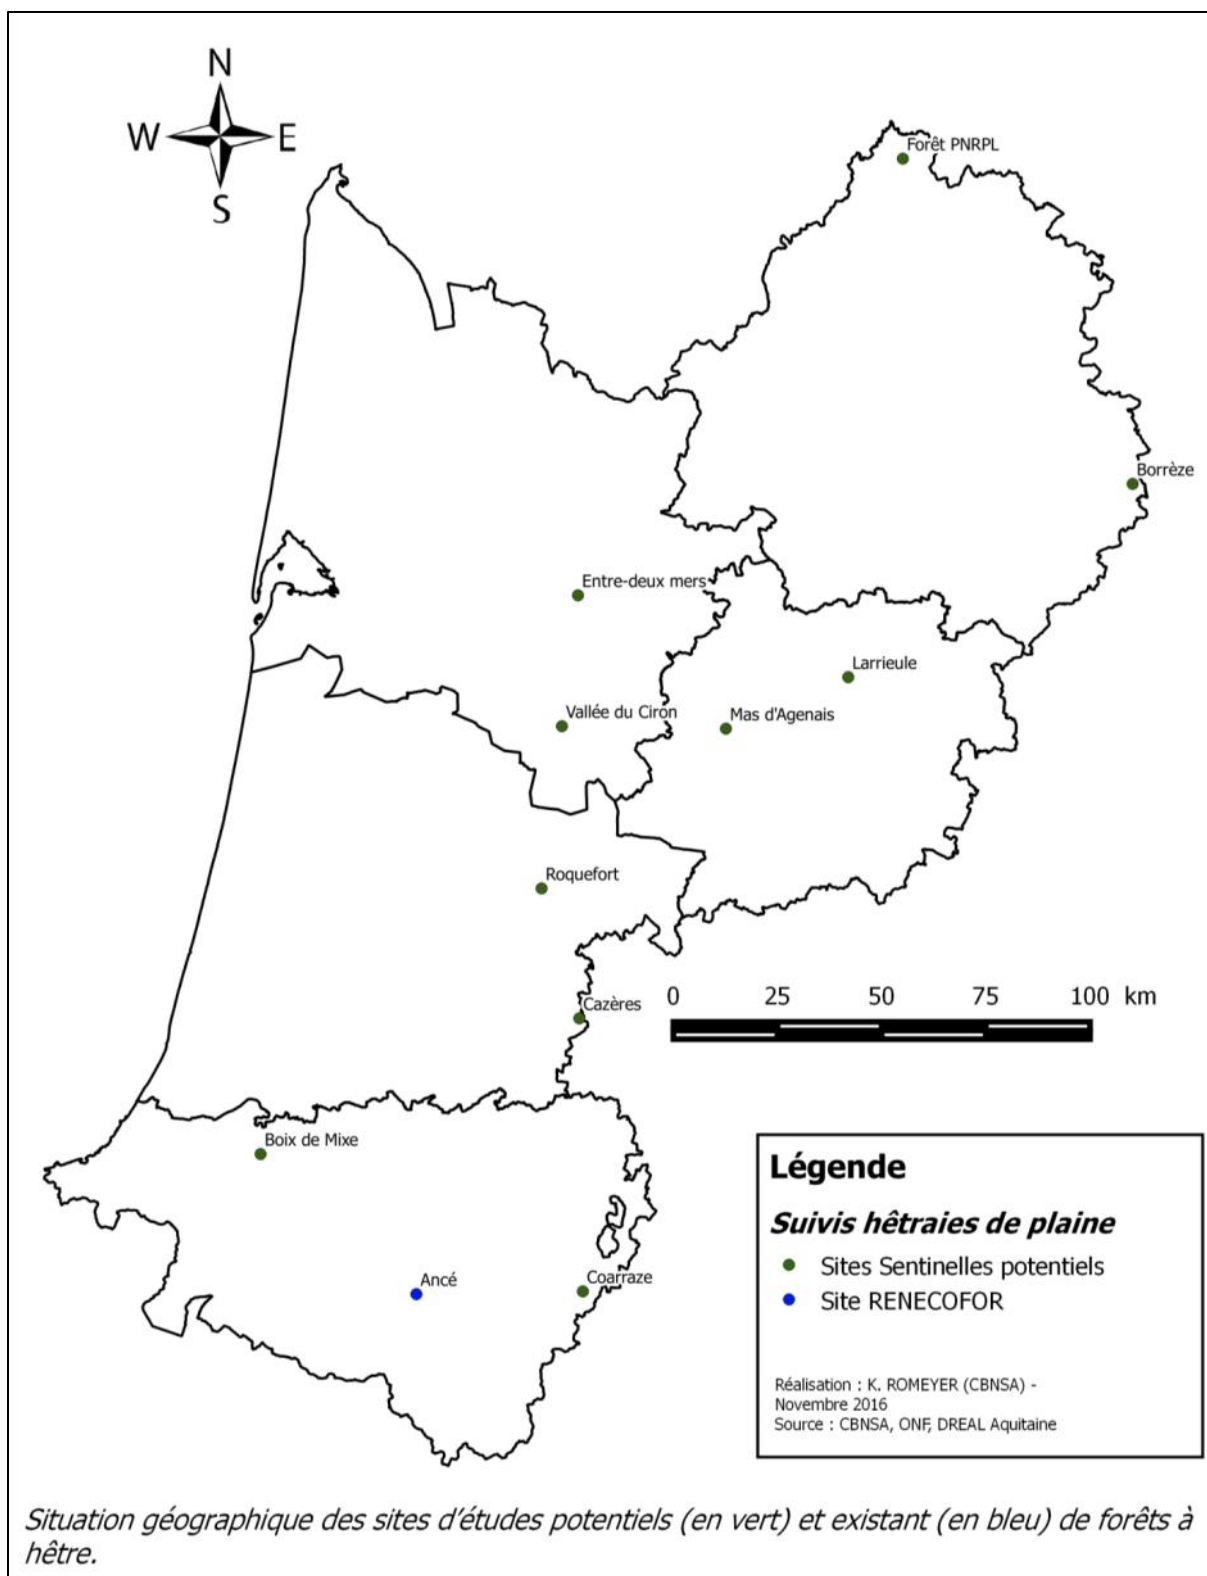 N
W E
S
Forêt PNRPL
Borrèze
Entre-deux mers
Larrieule
Vallée du Ciron
Mas d'Agenais
Roquefort
Cazères
0 25 50 75 100 km
Boix de Mixe
Ancé
Coarraze
Légende
Suivis hêtraies de plaine
Sites Sentinelles potentiels
Site RENECOFOR
Réalisation : K. ROMEYER (CBNSA) -
Novembre 2016
Source : CBNSA, ONF, DREAL Aquitaine
Situation géographique des sites d'études potentiels (en vert) et existant (en bleu) de forêts à
hêtre.